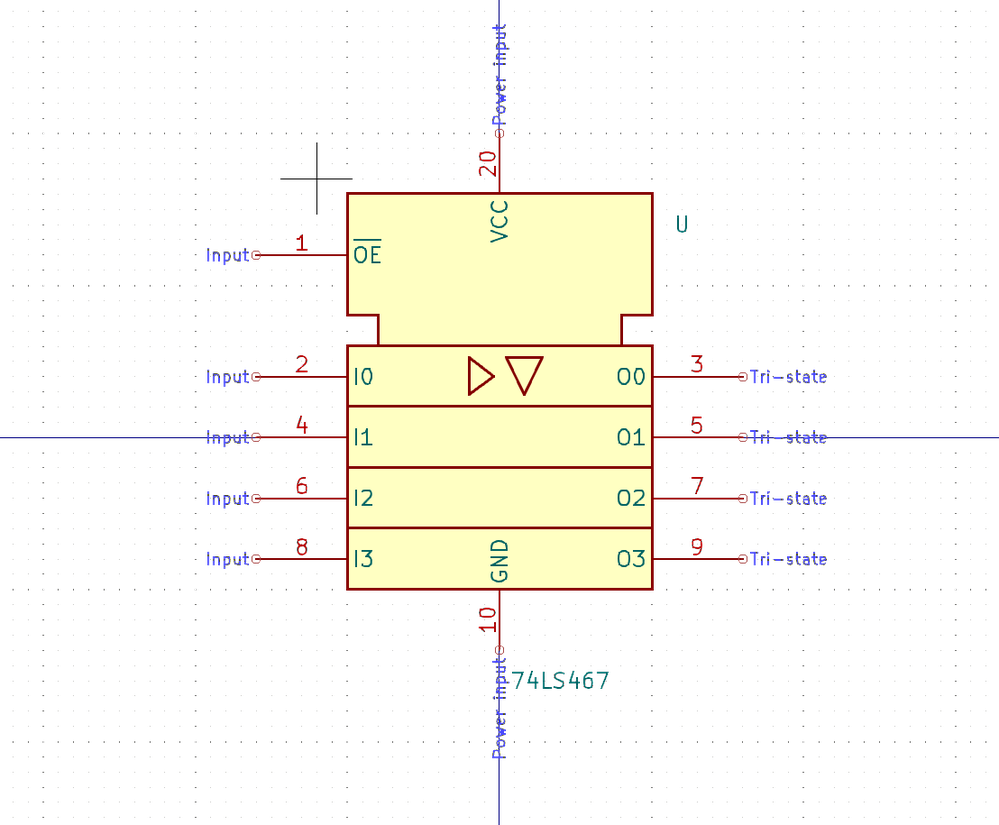 Power input
20
VCC
U
Input 1 OE
Input 2 I0 O0 3 Tri-state
Input 4 I1 O1 5 Tri-state
Input 6 I2 O2 7 Tri-state
Input 8 I3 O3 9 Tri-state
GND
10
74LS467
Power input